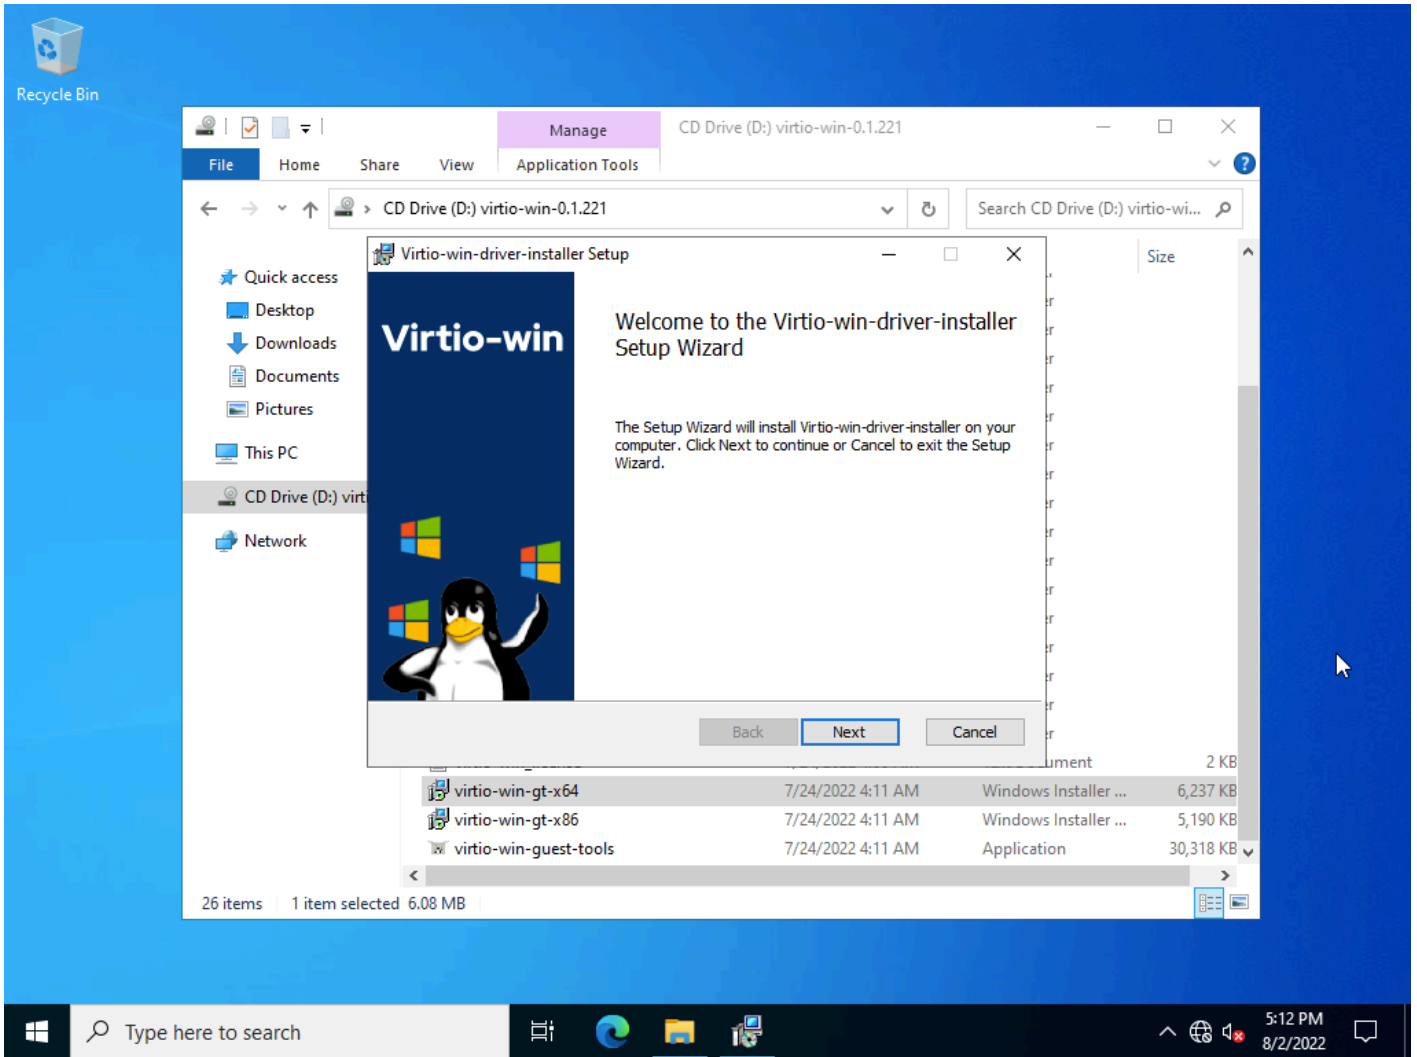 Recycle Bin
Manage
CD Drive (D:) virtio-win-0.1.221
File
Home
Share
View
Application Tools
CD Drive (D:) virtio-win-0.1.221
Search CD Drive (D:) virtio-wi...
Virtio-win-driver-installer Setup
Size
Quick access
Desktop
Downloads
Documents
Pictures
This PC
CD Drive (D:) virti
Network
Virtio-win
Welcome to the Virtio-win-driver-installer
Setup Wizard
The Setup Wizard will install Virtio-win-driver-installer on your
computer. Click Next to continue or Cancel to exit the Setup
Wizard.
Back
Next
Cancel
2 KB
virtio-win-gt-x64 7/24/2022 4:11 AM Windows Installer ... 6,237 KB
virtio-win-gt-x86 7/24/2022 4:11 AM Windows Installer ... 5,190 KB
virtio-win-guest-tools 7/24/2022 4:11 AM Application 30,318 KB
26 items
1 item selected 6.08 MB
Type here to search
5:12 PM
8/2/2022